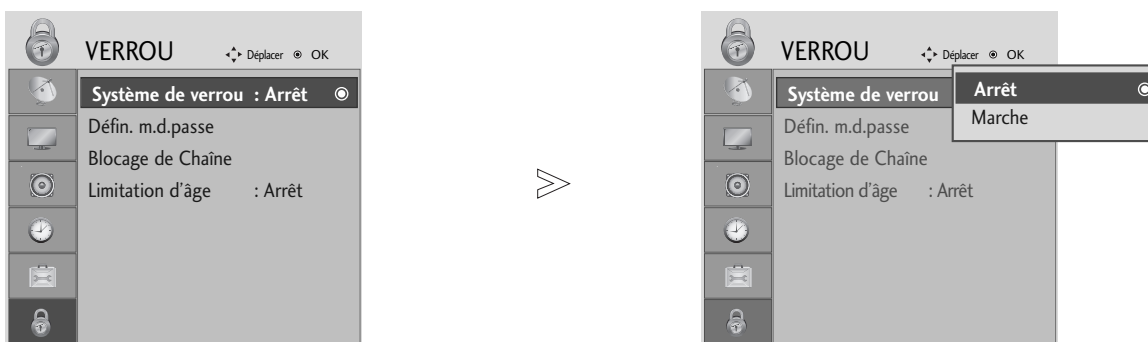 VERROU Déplacer OK
Système de verrou : Arrêt
Défin. m.d.passe
Blocage de Chaîne
Limitation d'âge : Arrêt
>
VERROU Déplacer OK
Système de verrou
Arrêt
Marche
Défin. m.d.passe
Blocage de Chaîne
Limitation d'âge : Arrêt